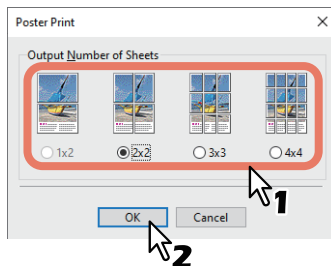 Poster Print
Output Number of Sheets
1x2 2x2 3x3 4x4
1
OK Cancel
2